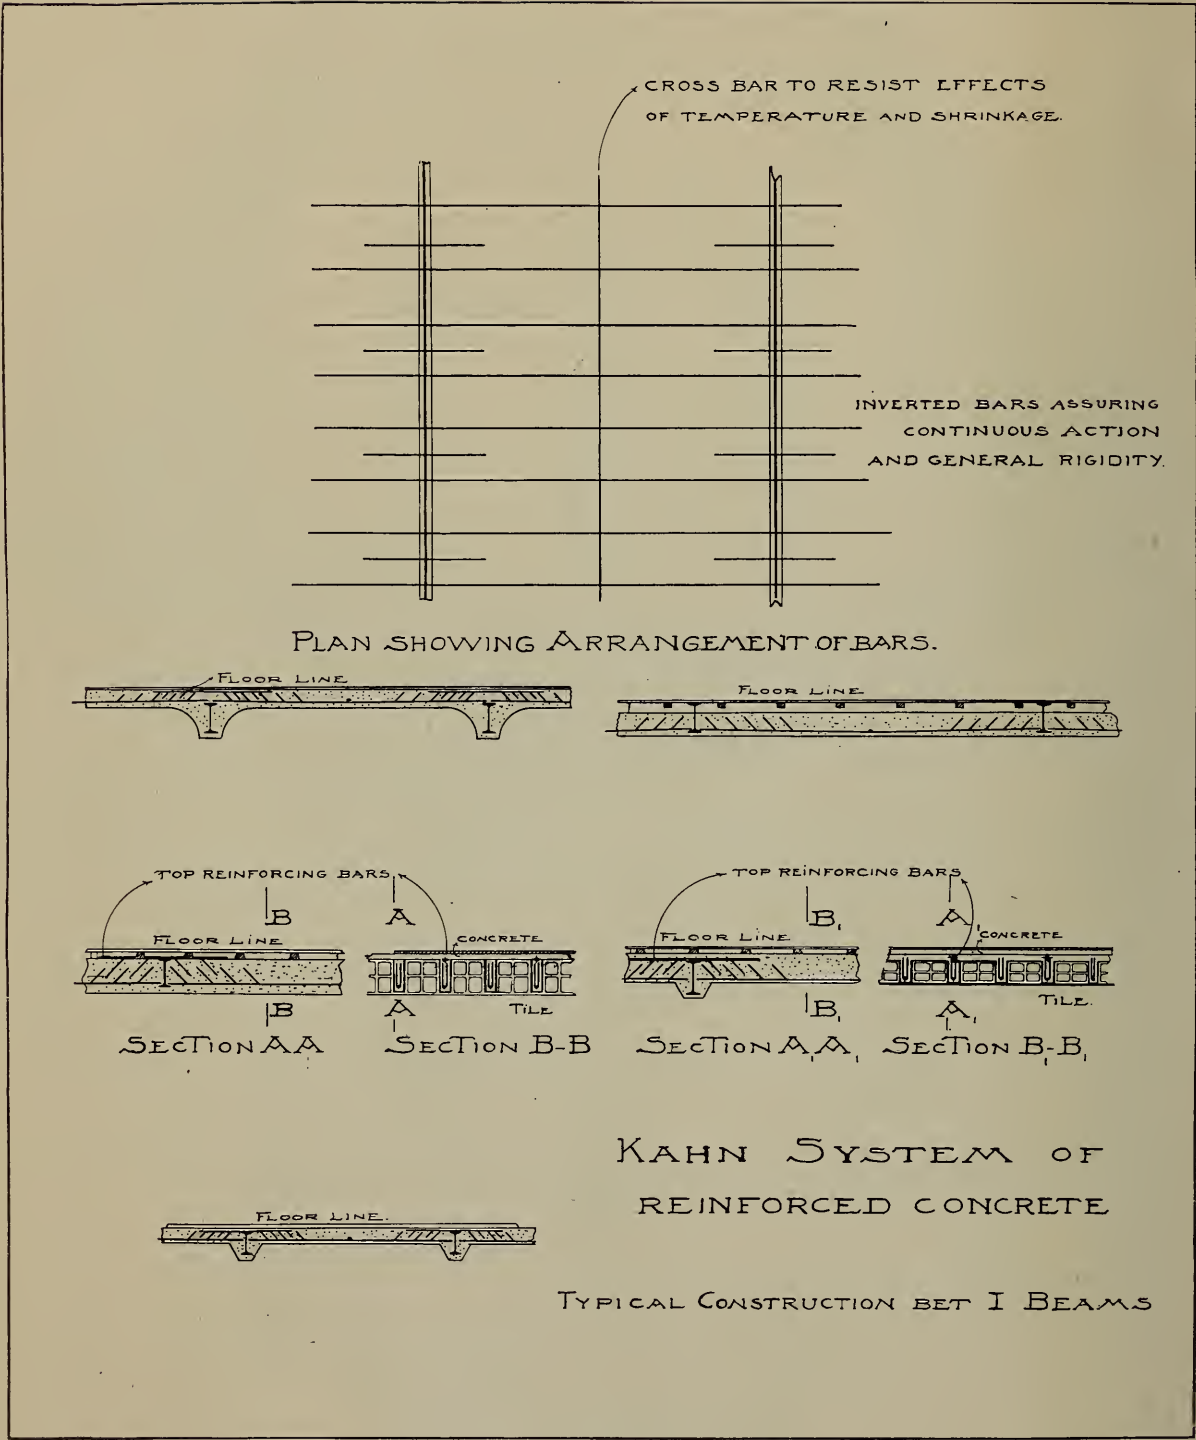 CROSS BAR TO RESIST EFFECTS
OF TEMPERATURE AND SHRINKAGE.
INVERTED BARS ASSURING
CONTINUOUS ACTION
AND GENERAL RIGIDITY.
PLAN SHOWING ARRANGEMENT OF BARS.
FLOOR LINE
FLOOR LINE
TOP REINFORCING BARS
B
A
FLOOR LINE
CONCRETE
B
A
TILE
SECTION AA
SECTION B-B
TOP REINFORCING BARS
B₁
A
FLOOR LINE
CONCRETE
B₁
A₁
TILE.
SECTION A₁A₁
SECTION B₁-B₁
KAHN SYSTEM OF
REINFORCED CONCRETE
FLOOR LINE.
TYPICAL CONSTRUCTION BET I BEAMS